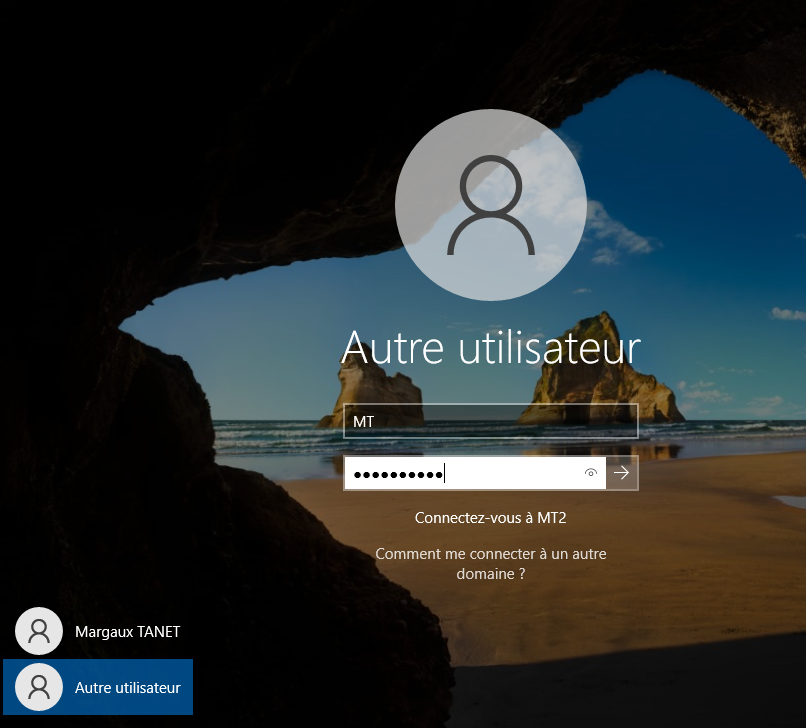 Autre utilisateur
MT
••••••••••
Connectez-vous à MT2
Comment me connecter à un autre
domaine ?
Margaux TANET
Autre utilisateur